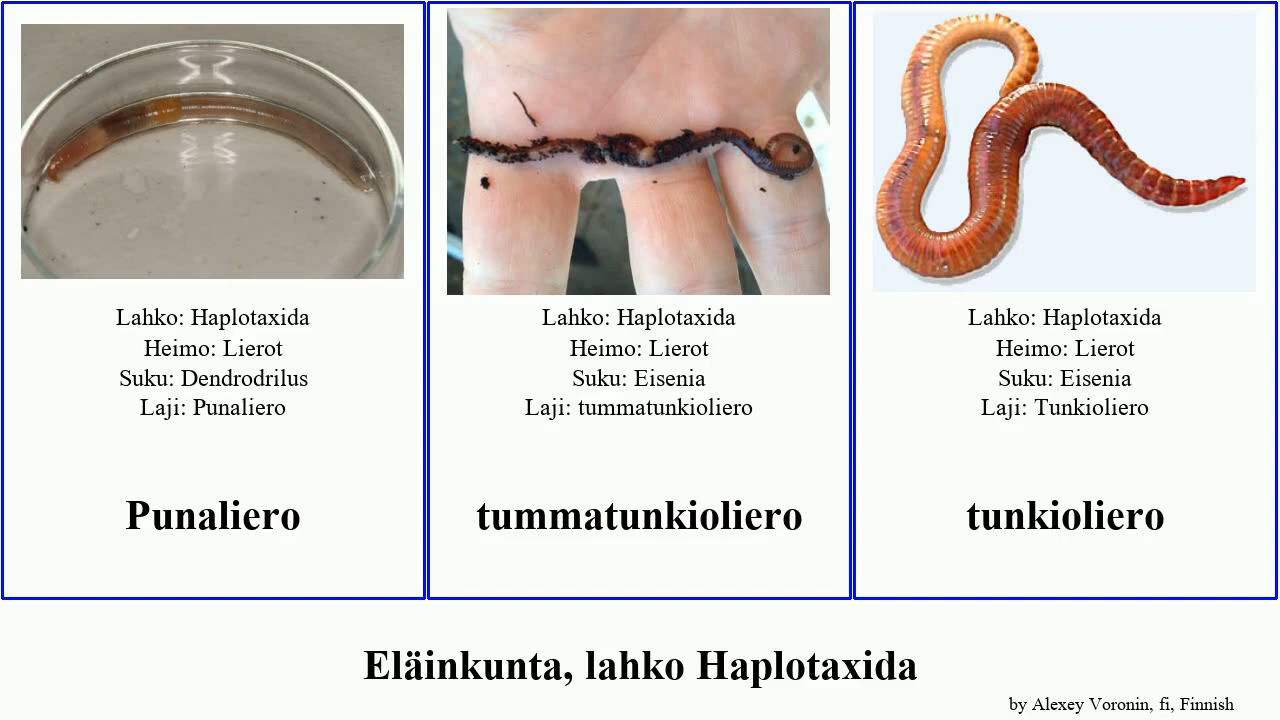 Lahko: Haplotaxida
Heimo: Lierot
Suku: Dendrodrilus
Laji: Punaliero
Punaliero
Lahko: Haplotaxida
Heimo: Lierot
Suku: Eisenia
Laji: tummatunkioliero
tummatunkioliero
Lahko: Haplotaxida
Heimo: Lierot
Suku: Eisenia
Laji: Tunkioliero
tunkioliero
Eläinkunta, lahko Haplotaxida
by Alexey Voronin, fi, Finnish